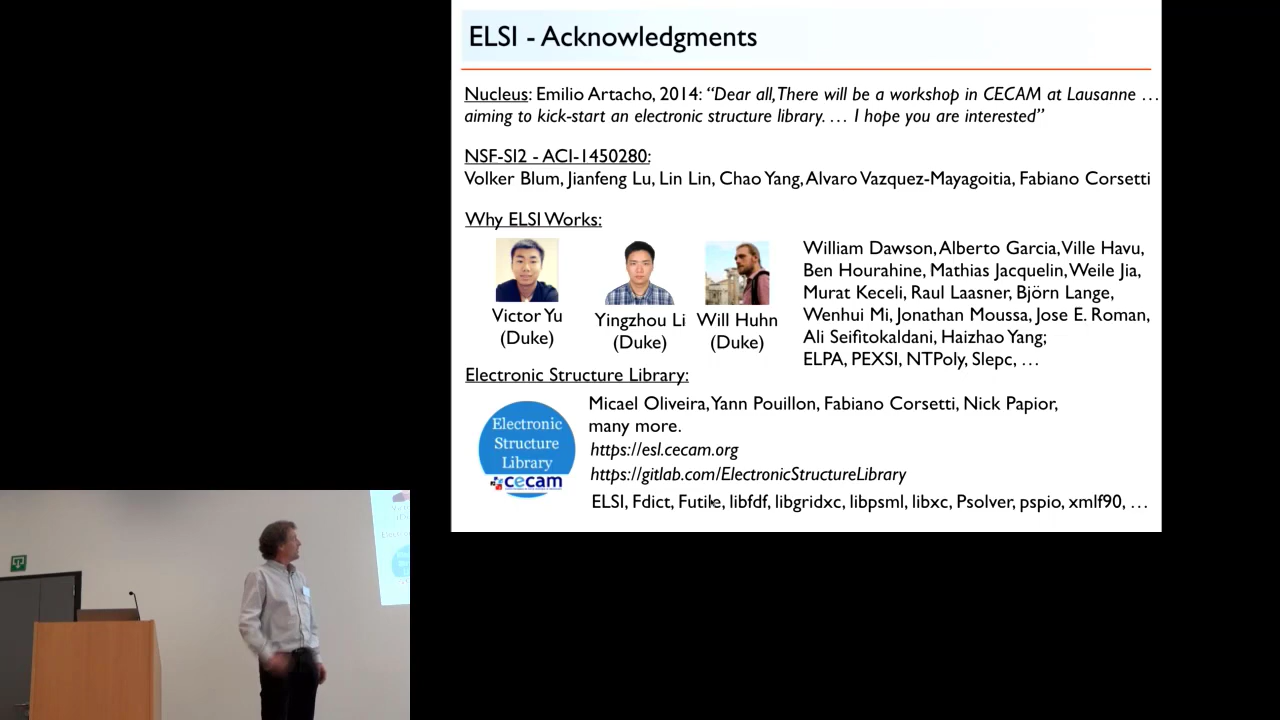 ELSI - Acknowledgments
Nucleus: Emilio Artacho, 2014: “Dear all, There will be a workshop in CECAM at Lausanne …
aiming to kick-start an electronic structure library. … I hope you are interested”
NSF-SI2 - ACI-1450280:
Volker Blum, Jianfeng Lu, Lin Lin, Chao Yang, Alvaro Vazquez-Mayagoitia, Fabiano Corsetti
Why ELSI Works:
Victor Yu
(Duke)
Yingzhou Li
(Duke)
Will Huhn
(Duke)
William Dawson, Alberto Garcia, Ville Havu,
Ben Hourahine, Mathias Jacquelin, Weile Jia,
Murat Keceli, Raul Laasner, Björn Lange,
Wenhui Mi, Jonathan Moussa, Jose E. Roman,
Ali Seifitokaldani, Haizhao Yang;
ELPA, PEXSI, NTPoly, Slepc, …
Electronic Structure Library:
Electronic
Structure
Library
cecam
Micael Oliveira, Yann Pouillon, Fabiano Corsetti, Nick Papior,
many more.
https://esl.cecam.org
https://gitlab.com/ElectronicStructureLibrary
ELSI, Fdict, Futile, libfdf, libgridxc, libpsml, libxc, Psolver, pspio, xmlf90, …